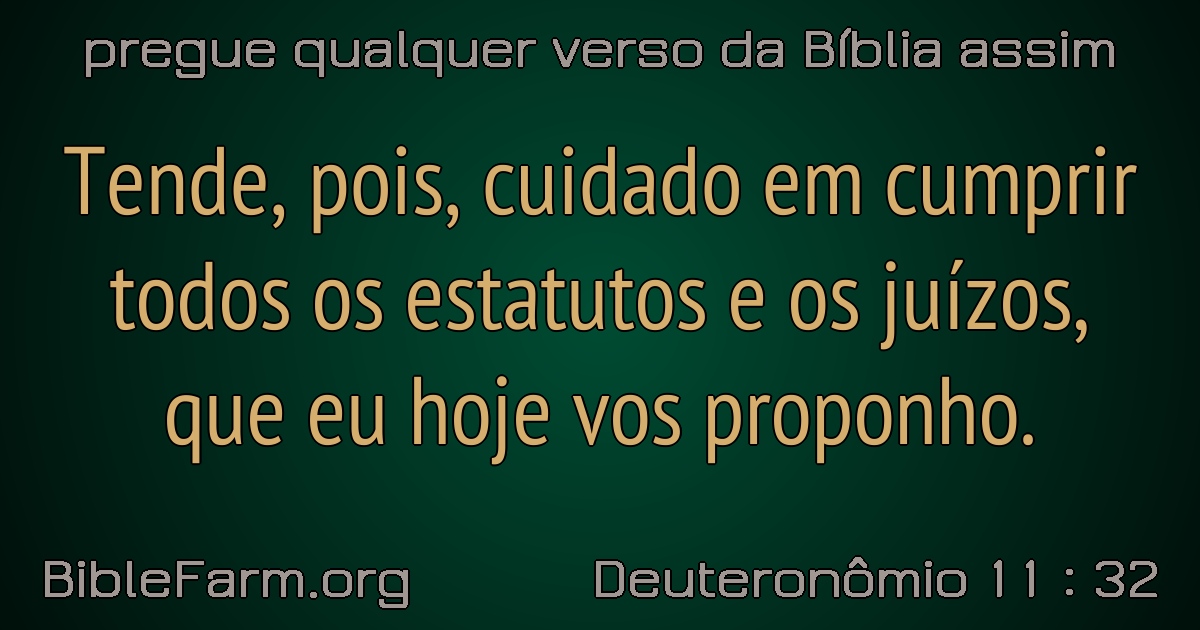 pregue qualquer verso da Bíblia assim
Tende, pois, cuidado em cumprir
todos os estatutos e os juízos,
que eu hoje vos proponho.
BibleFarm.org
Deuteronômio 11 : 32